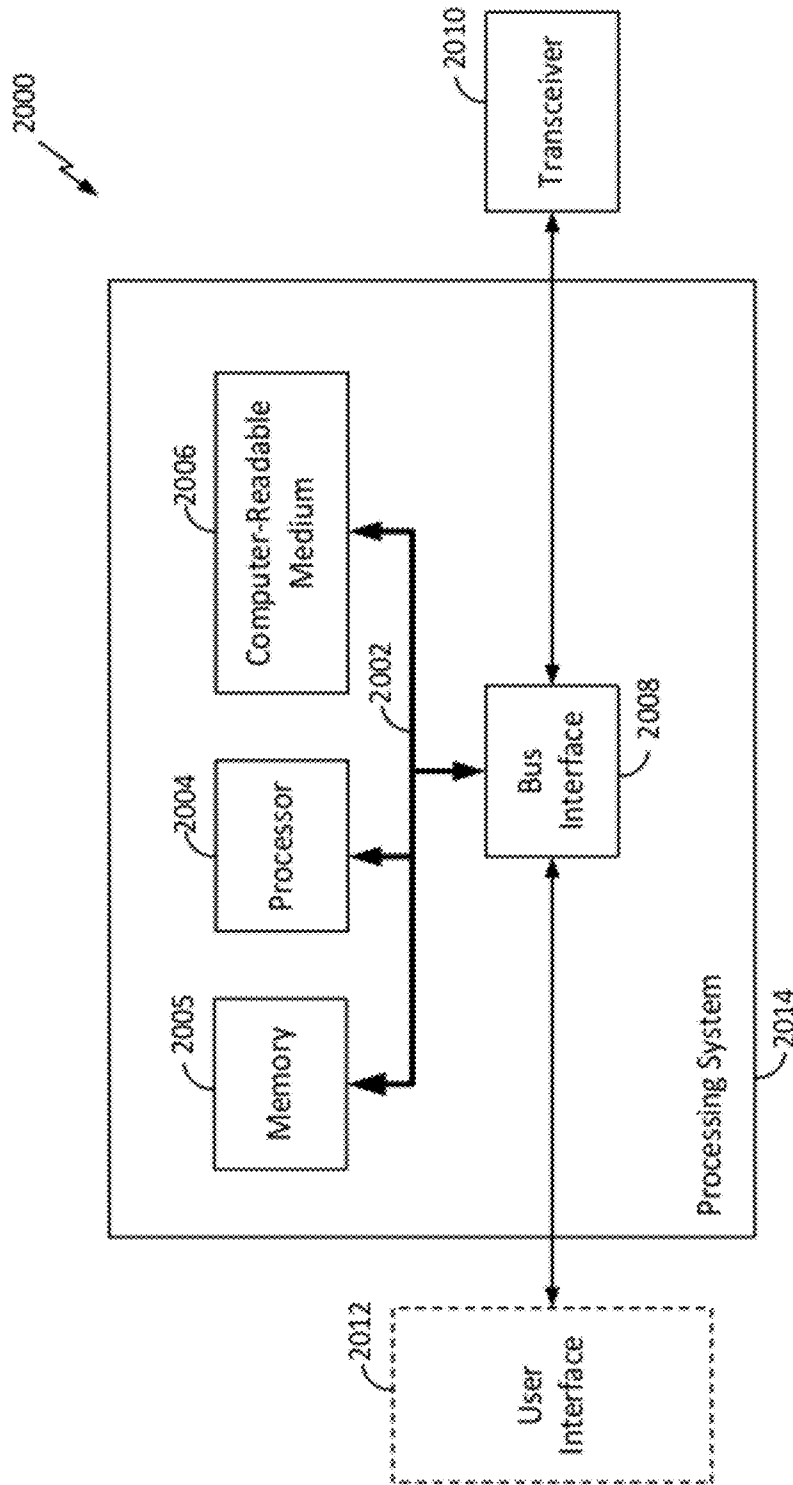 2000
2005
Memory
2004
Processor
2006
Computer-Readable
Medium
2002
2012
User
Interface
Bus
Interface
2008
2010
Transceiver
Processing System
2014